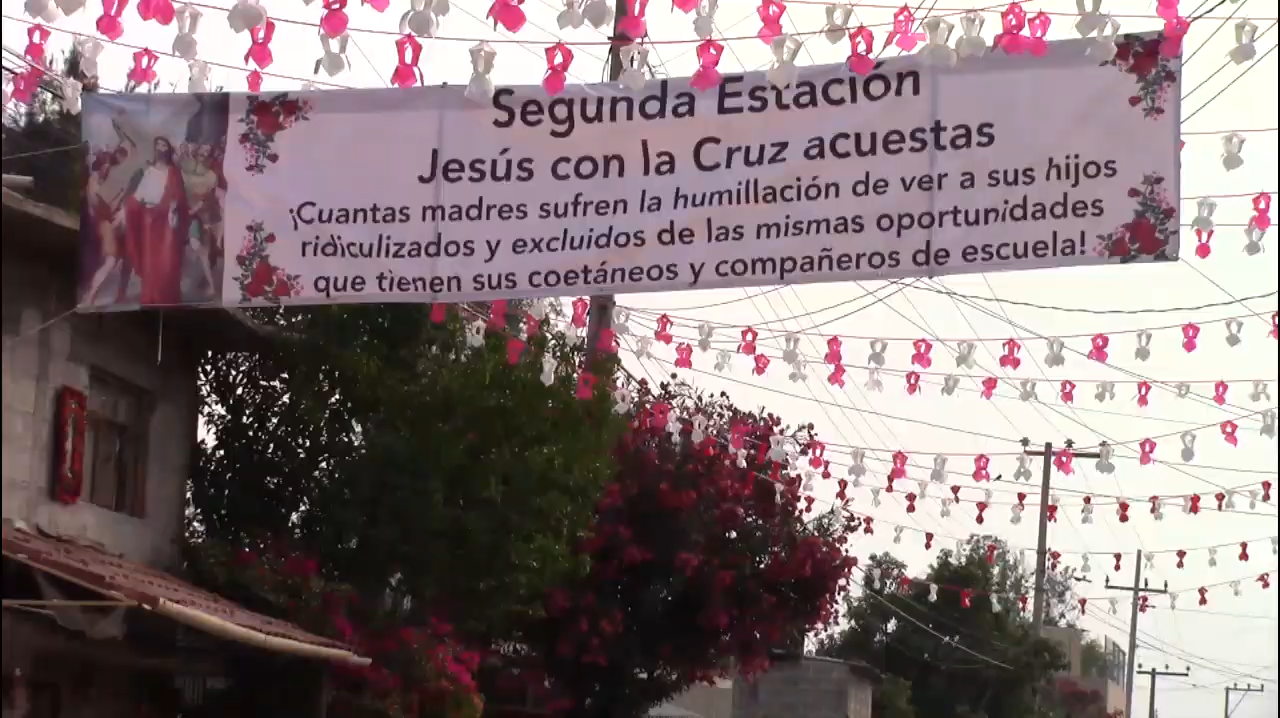 Segunda Estación
Jesús con la Cruz acuestas
¡Cuantas madres sufren la humillación de ver a sus hijos
ridiculizados y excluidos de las mismas oportunidades
que tienen sus coetáneos y compañeros de escuela!